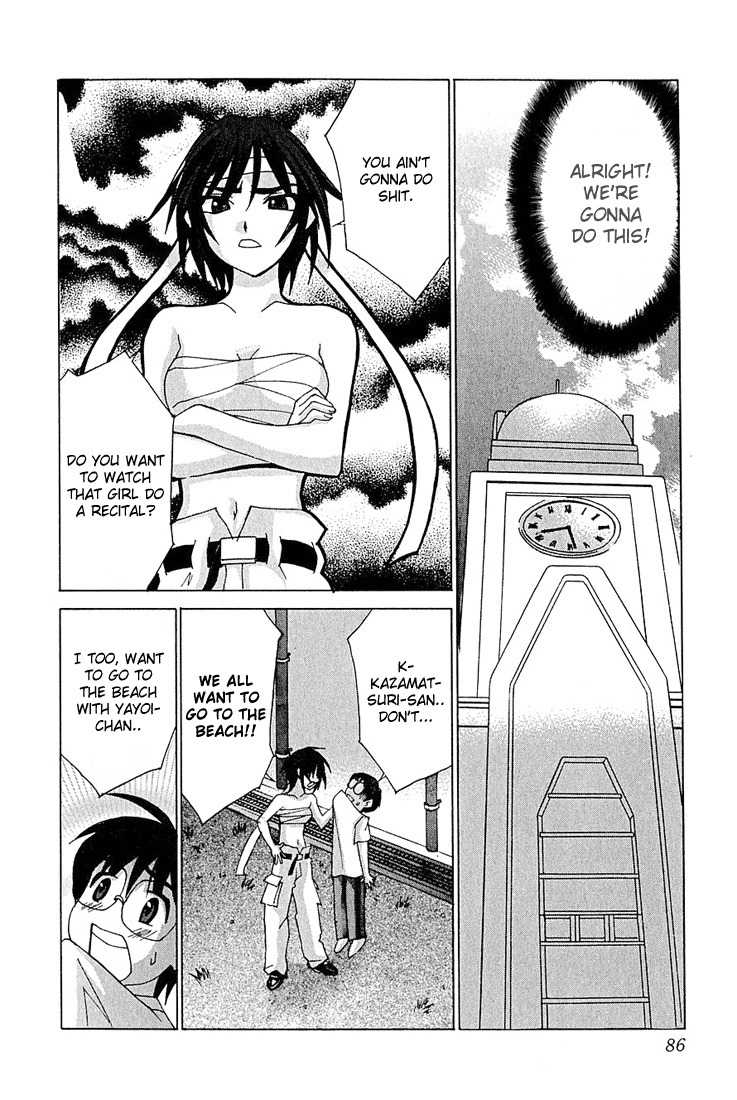 ALRIGHT!
WE'RE
GONNA
DO THIS!
YOU AIN'T
GONNA DO
SHIT.
DO YOU WANT
TO WATCH
THAT GIRL DO
A RECITAL?
K-
KAZAMAT-
SURI-SAN..
DON'T...
WE ALL
WANT TO
GO TO THE
BEACH!!
I TOO, WANT
TO GO TO
THE BEACH
WITH YAYOI-
CHAN..
86